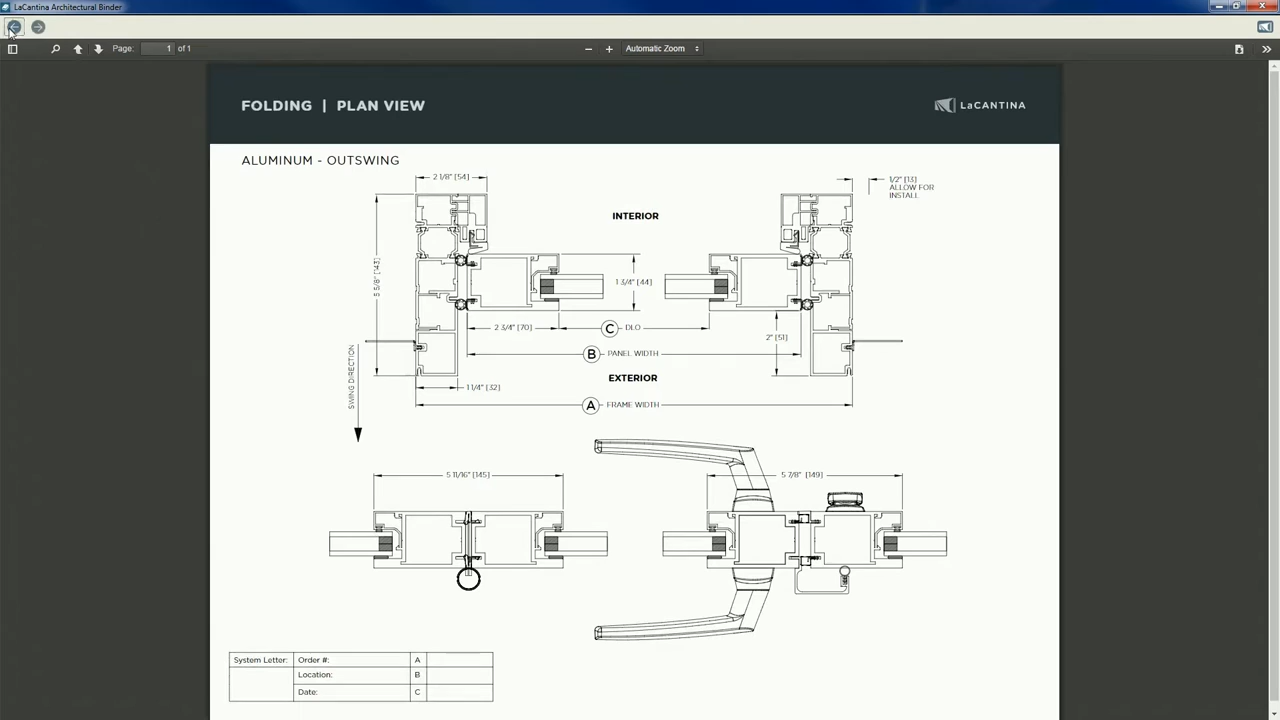 LaCantina Architectural Binder
Page: 1 of 1
Automatic Zoom
FOLDING | PLAN VIEW
LaCANTINA
ALUMINUM - OUTSWING
2 1/8" [54]
1/2" [13]
ALLOW FOR
INSTALL
INTERIOR
5 5/8" [143]
1 3/4" [44]
2 3/4" [70]
C DLO
2" [51]
B PANEL WIDTH
SWING DIRECTION
EXTERIOR
1 1/4" [32]
A FRAME WIDTH
5 11/16" [145]
5 7/8" [149]
System Letter: Order #: A
Location: B
Date: C